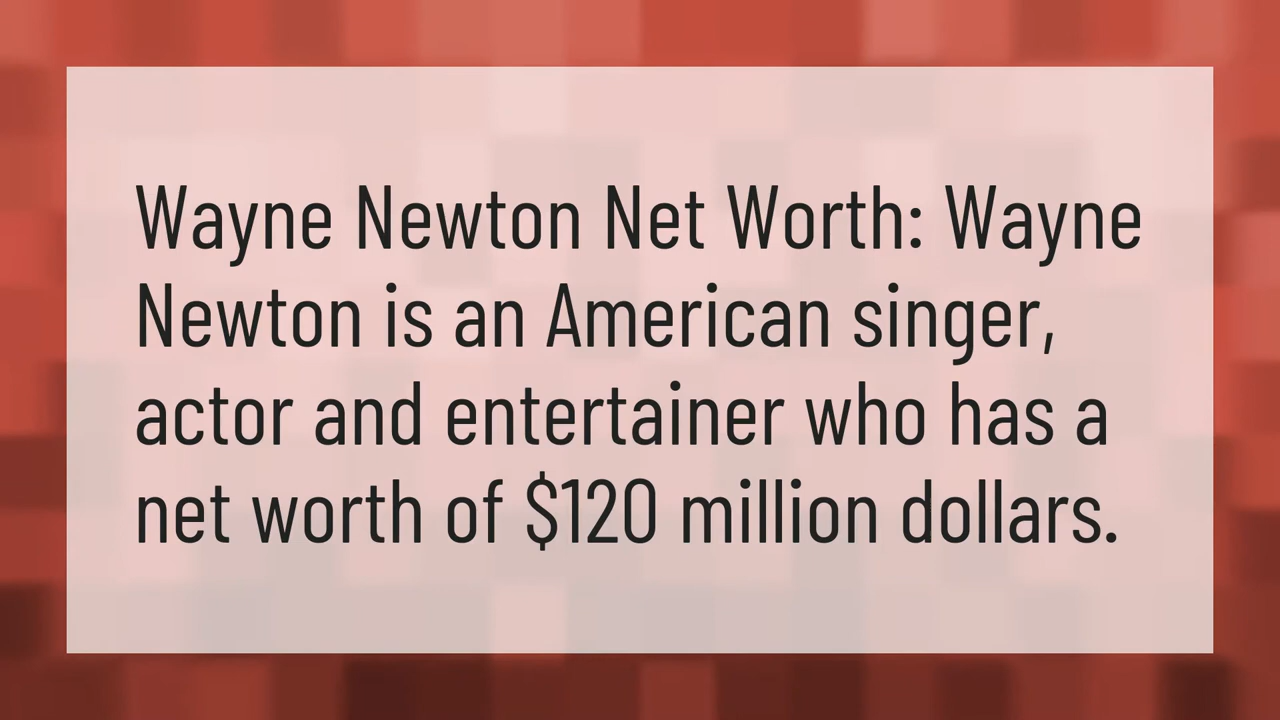 Wayne Newton Net Worth: Wayne
Newton is an American singer,
actor and entertainer who has a
net worth of $120 million dollars.